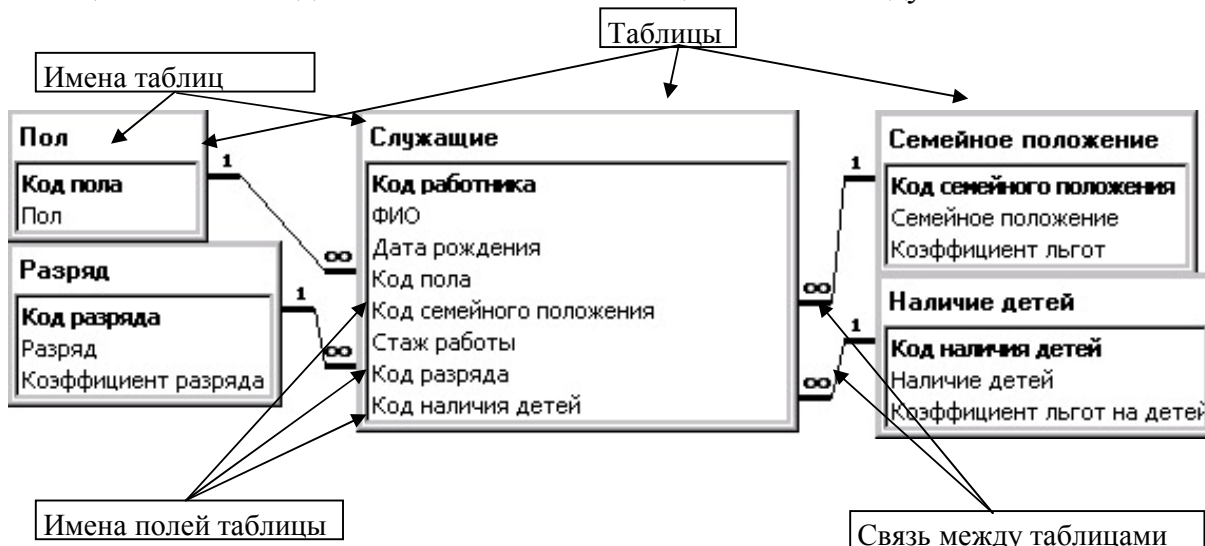 Таблицы
Имена таблиц
Пол
Код пола
Пол
1
Разряд
Код разряда
Разряд
Коэффициент разряда
1
Служащие
Код работника
ФИО
Дата рождения
Код пола
Код семейного положения
Стаж работы
Код разряда
Код наличия детей
∞
∞
∞
∞
Семейное положение
Код семейного положения
Семейное положение
Коэффициент льгот
1
Наличие детей
Код наличия детей
Наличие детей
Коэффициент льгот на детей
1
Имена полей таблицы
Связь между таблицами